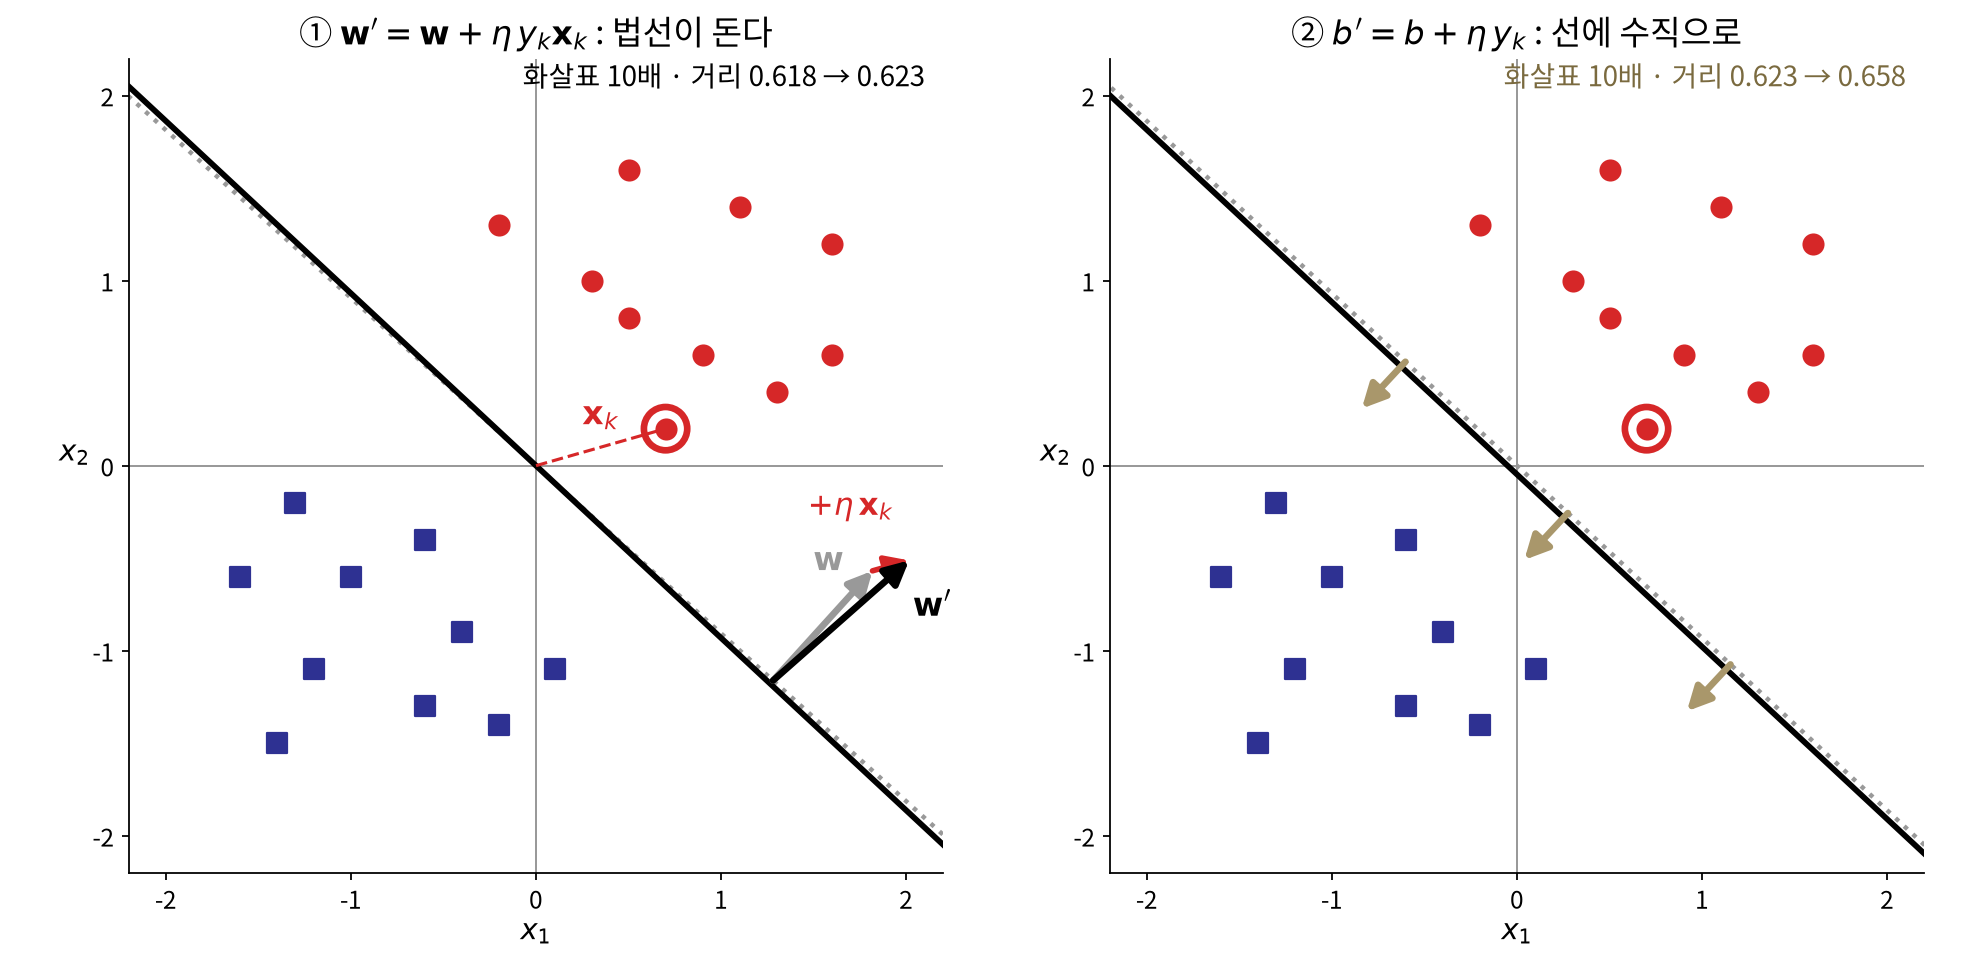 ① w′ = w + η yₖxₖ : 법선이 돈다
화살표 10배 · 거리 0.618 → 0.623
2
1
x₂ 0
-1
-2
xₖ
+η xₖ
w
w′
-2 -1 0 1 2
x₁
② b′ = b + η yₖ : 선에 수직으로
화살표 10배 · 거리 0.623 → 0.658
2
1
x₂ 0
-1
-2
-2 -1 0 1 2
x₁